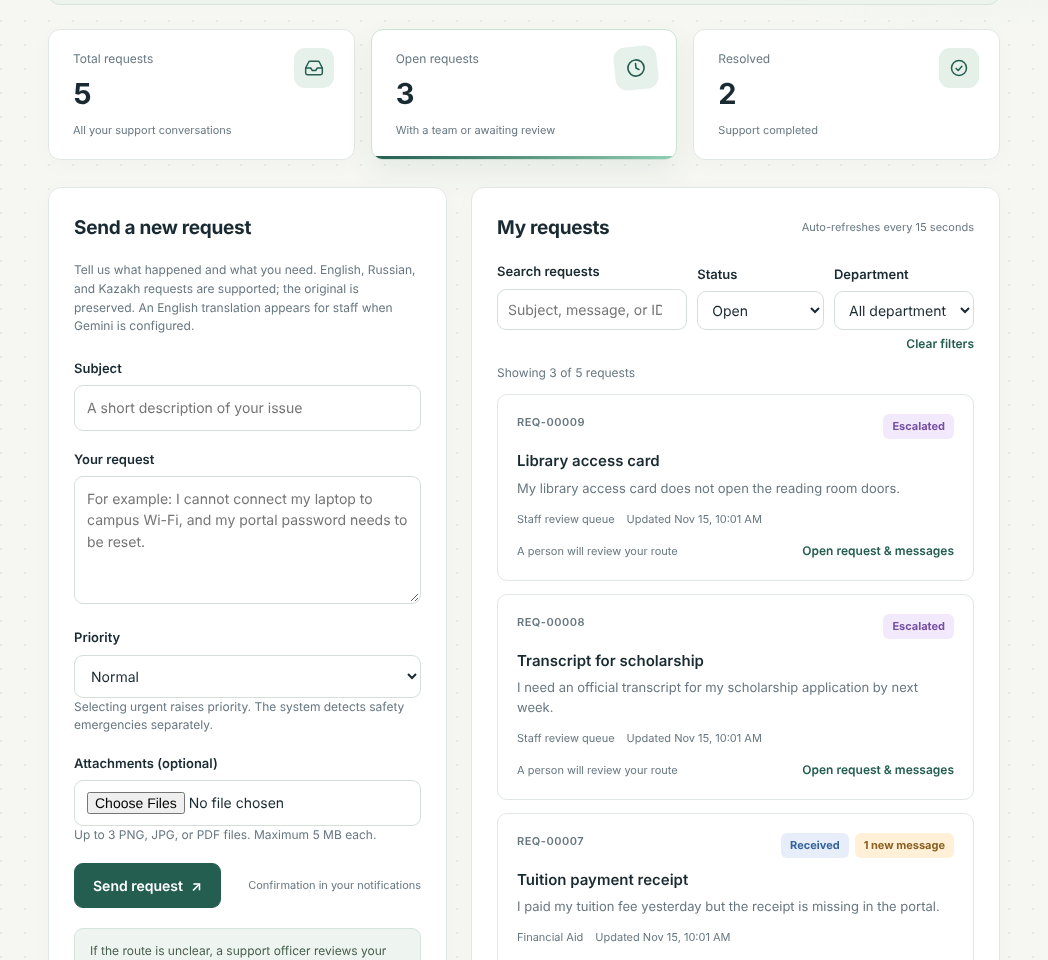 Total requests
5
All your support conversations
Open requests
3
With a team or awaiting review
Resolved
2
Support completed
Send a new request
Tell us what happened and what you need. English, Russian,
and Kazakh requests are supported; the original is
preserved. An English translation appears for staff when
Gemini is configured.
Subject
A short description of your issue
Your request
For example: I cannot connect my laptop to
campus Wi-Fi, and my portal password needs to
be reset.
Priority
Normal
Selecting urgent raises priority. The system detects safety
emergencies separately.
Attachments (optional)
Choose Files No file chosen
Up to 3 PNG, JPG, or PDF files. Maximum 5 MB each.
Send request ↗
Confirmation in your notifications
If the route is unclear, a support officer reviews your
My requests
Auto-refreshes every 15 seconds
Search requests
Subject, message, or ID
Status
Open
Department
All department
Clear filters
Showing 3 of 5 requests
REQ-00009
Escalated
Library access card
My library access card does not open the reading room doors.
Staff review queue Updated Nov 15, 10:01 AM
A person will review your route
Open request & messages
REQ-00008
Escalated
Transcript for scholarship
I need an official transcript for my scholarship application by next
week.
Staff review queue Updated Nov 15, 10:01 AM
A person will review your route
Open request & messages
REQ-00007
Received
1 new message
Tuition payment receipt
I paid my tuition fee yesterday but the receipt is missing in the portal.
Financial Aid Updated Nov 15, 10:01 AM